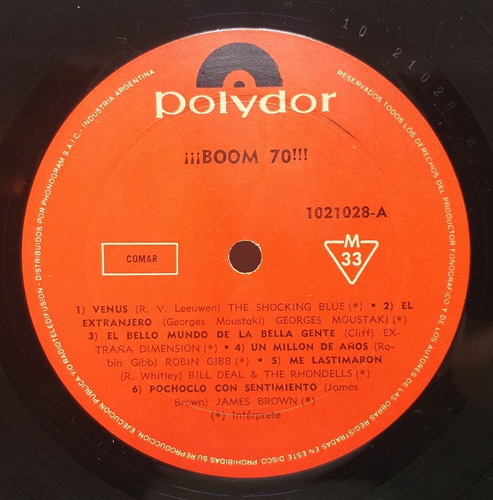 polydor
¡¡¡BOOM 70!!!
1021028-A
COMAR
M
33
1) VENUS (R. V. Leeuwen) THE SHOCKING BLUE (*) • 2) EL
EXTRANJERO (Georges Moustaki) GEORGES MOUSTAKI (*)
3) EL BELLO MUNDO DE LA BELLA GENTE (Cliff) EX-
TRAÑA DIMENSION (*) • 4) UN MILLON DE AÑOS (Ro-
bin Gibb) ROBIN GIBB (*) • 5) ME LASTIMARON
(R. Whitley) BILL DEAL & THE RHONDELLS (*)
6) POCHOCLO CON SENTIMIENTO (James
Brown) JAMES BROWN (*)
(*) Intérprete
DISTRIBUIDOS POR PHONOGRAM S.A.I.C. - INDUSTRIA ARGENTINA
RESERVADOS TODOS LOS DERECHOS DEL PRODUCTOR FONOGRAFICO Y DE LOS AUTORES DE LAS OBRAS REGISTRADAS EN ESTE DISCO PROHIBIDAS SU REPRODUCCION EJECUCION PUBLICA Y/O RADIOTELEDIFUSION
10 21028 A